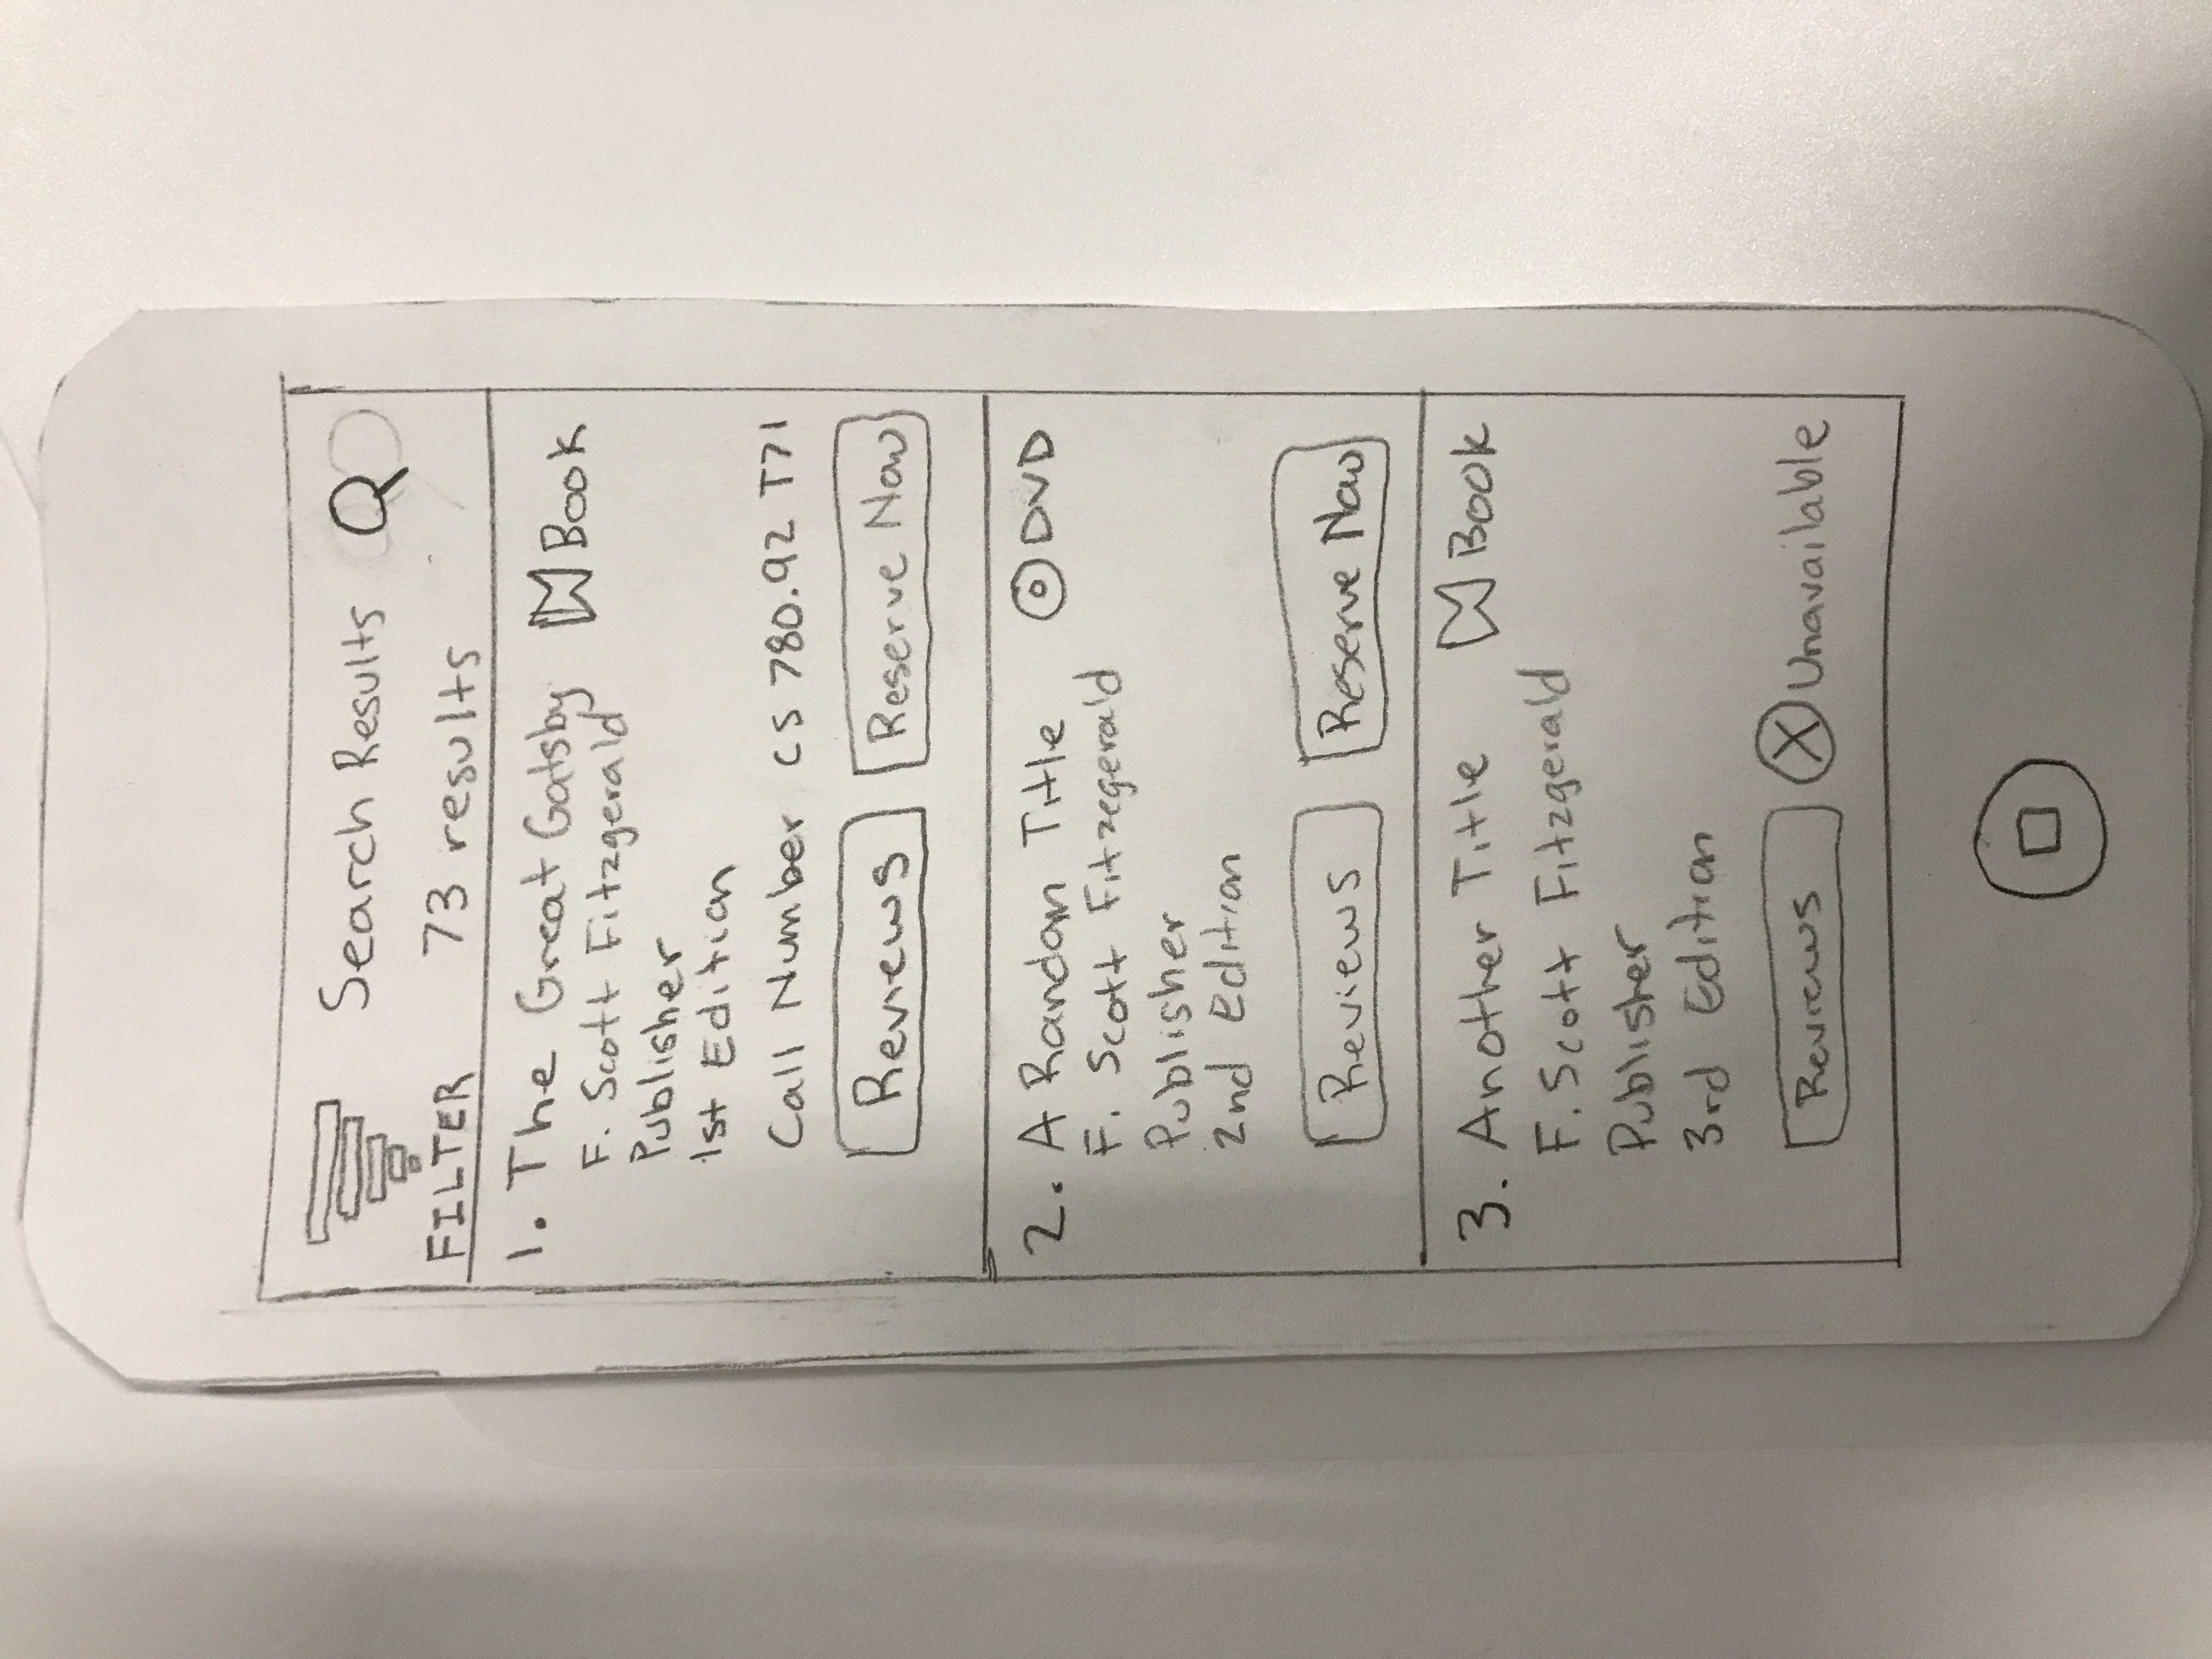 Search Results
FILTER 73 results
1. The Great Gatsby Book
F. Scott Fitzgerald
Publisher
1st Edition
Call Number CS 780.92 T71
Reviews Reserve Now
2. A Random Title DVD
F. Scott Fitzegerald
Publisher
2nd Edition
Reviews Reserve Now
3. Another Title Book
F. Scott Fitzgerald
Publisher
3rd Edition
Reviews X Unavailable